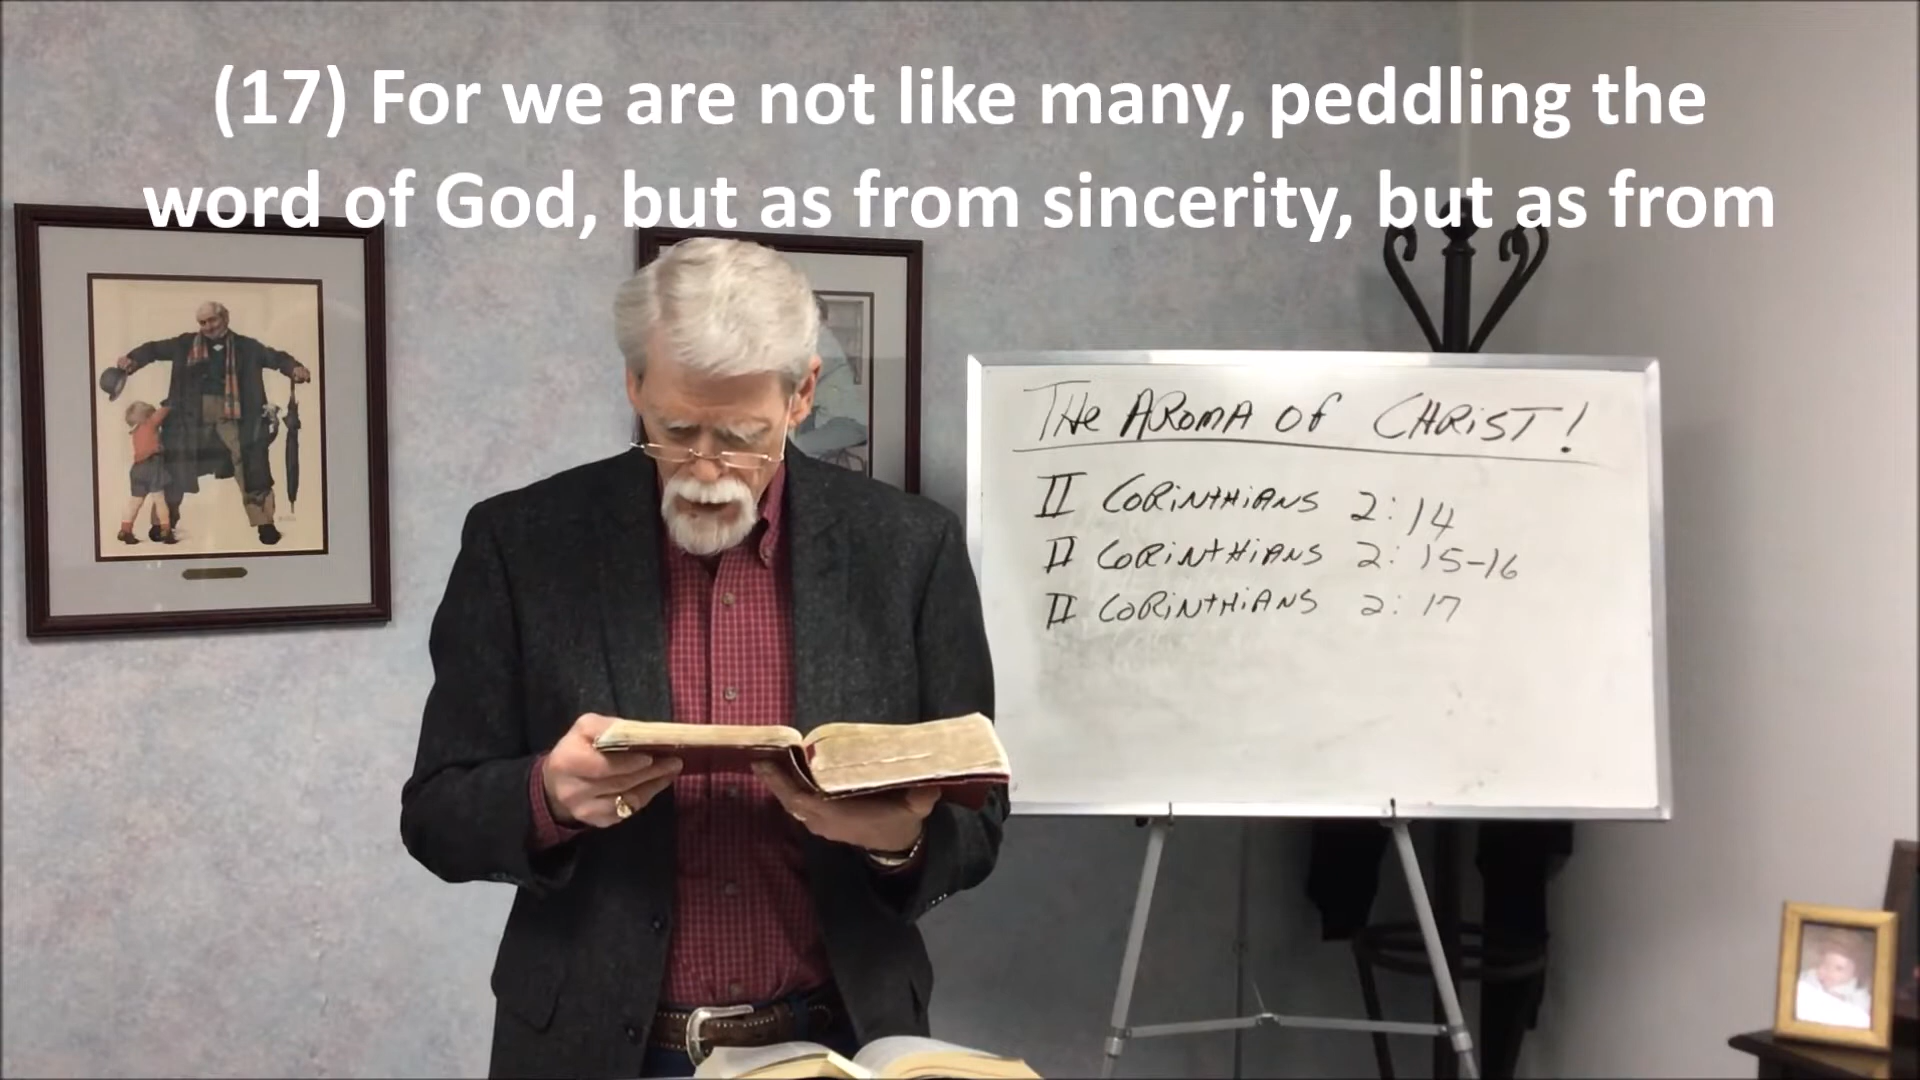 (17) For we are not like many, peddling the
word of God, but as from sincerity, but as from
THe AROMA OF CHRiST!
II CORiNTHiANS 2:14
II CORiNtHiANS 2:15-16
II CORiNtHiANS 2:17